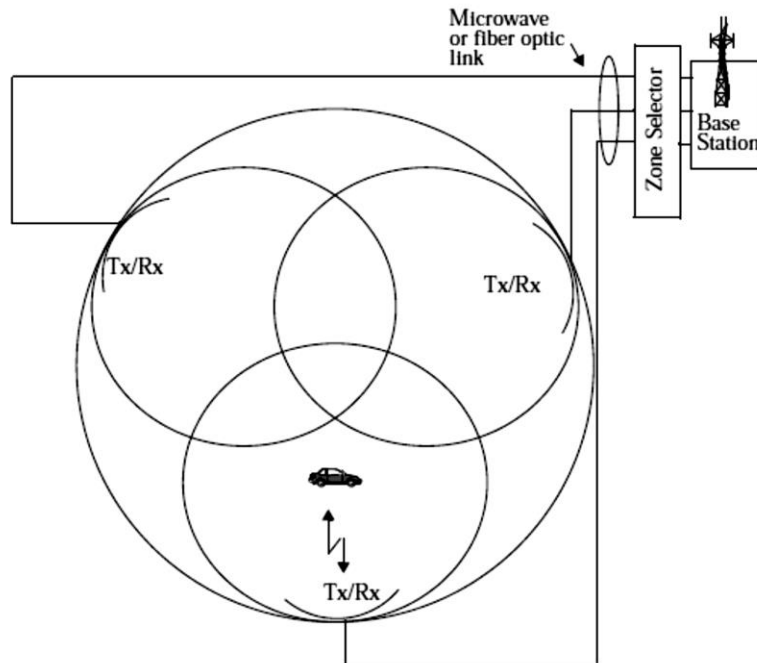 Microwave
or fiber optic
link
Zone Selector
Base
Station
Tx/Rx
Tx/Rx
Tx/Rx